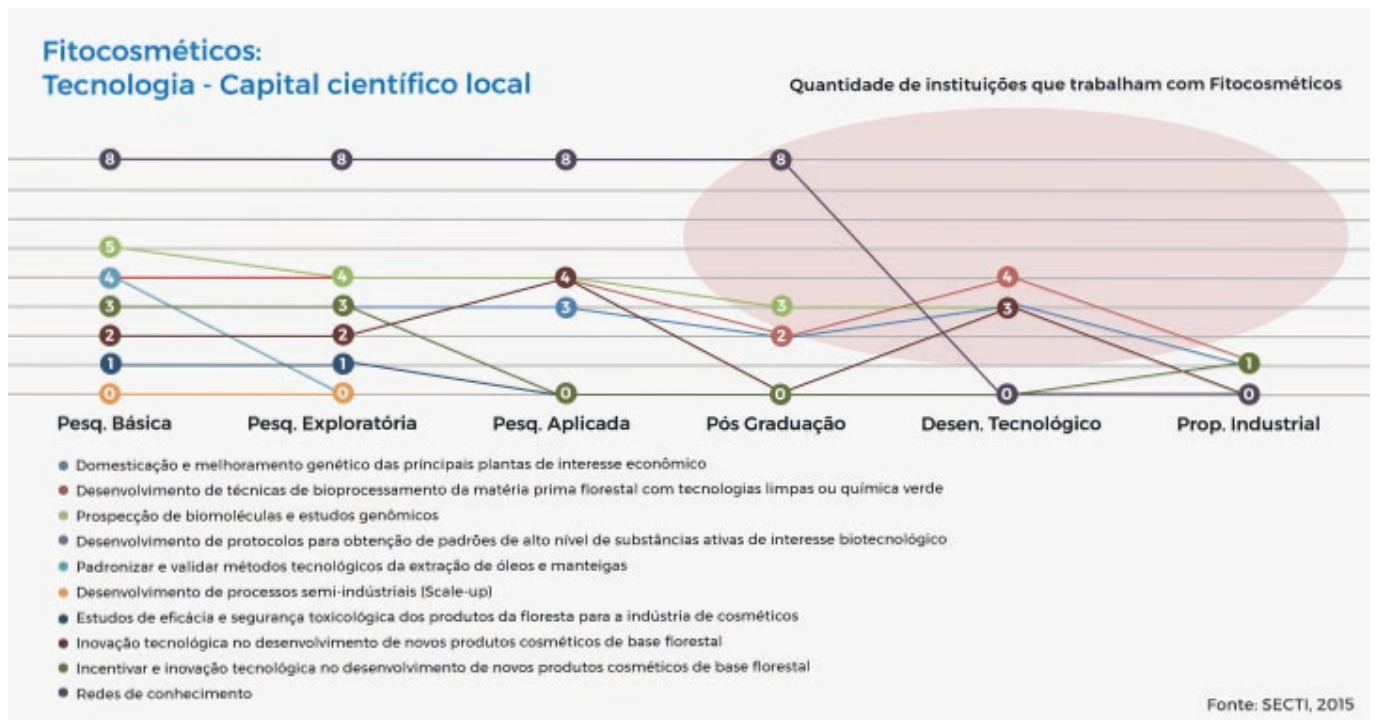 Fitocosméticos:
Tecnologia - Capital científico local
Quantidade de instituições que trabalham com Fitocosméticos
8 8 8 8
5
4 4 4 4
3 3 3 3 3
2 2 2
1 1 1
0 0 0 0 0 0
Pesq. Básica Pesq. Exploratória Pesq. Aplicada Pós Graduação Desen. Tecnológico Prop. Industrial
Domesticação e melhoramento genético das principais plantas de interesse econômico
Desenvolvimento de técnicas de bioprocessamento da matéria prima florestal com tecnologias limpas ou química verde
Prospecção de biomoléculas e estudos genômicos
Desenvolvimento de protocolos para obtenção de padrões de alto nível de substâncias ativas de interesse biotecnológico
Padronizar e validar métodos tecnológicos da extração de óleos e manteigas
Desenvolvimento de processos semi-indústriais (Scale-up)
Estudos de eficácia e segurança toxicológica dos produtos da floresta para a indústria de cosméticos
Inovação tecnológica no desenvolvimento de novos produtos cosméticos de base florestal
Incentivar e inovação tecnológica no desenvolvimento de novos produtos cosméticos de base florestal
Redes de conhecimento
Fonte: SECTI, 2015